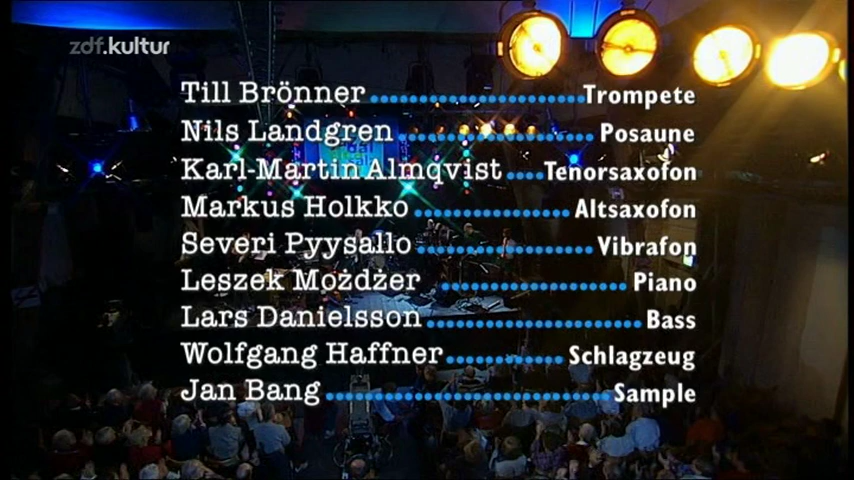 zdf.kultur
Till Brönner Trompete
Nils Landgren Posaune
Karl-Martin Almqvist Tenorsaxofon
Markus Holkko Altsaxofon
Severi Pyysallo Vibrafon
Leszek Możdżer Piano
Lars Danielsson Bass
Wolfgang Haffner Schlagzeug
Jan Bang Sample